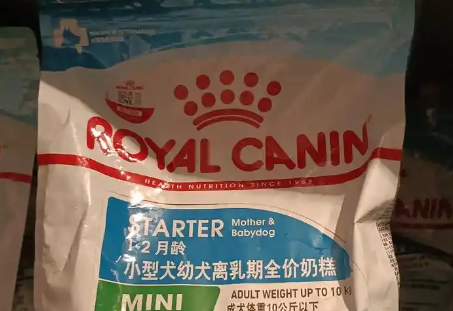 ROYAL CANIN
HEALTH NUTRITION SINCE 1968
STARTER Mother & Babydog
1-2 月龄
小型犬幼犬离乳期全价奶糕
MINI
ADULT WEIGHT UP TO 10 kg
成犬体重10公斤以下
CANIN